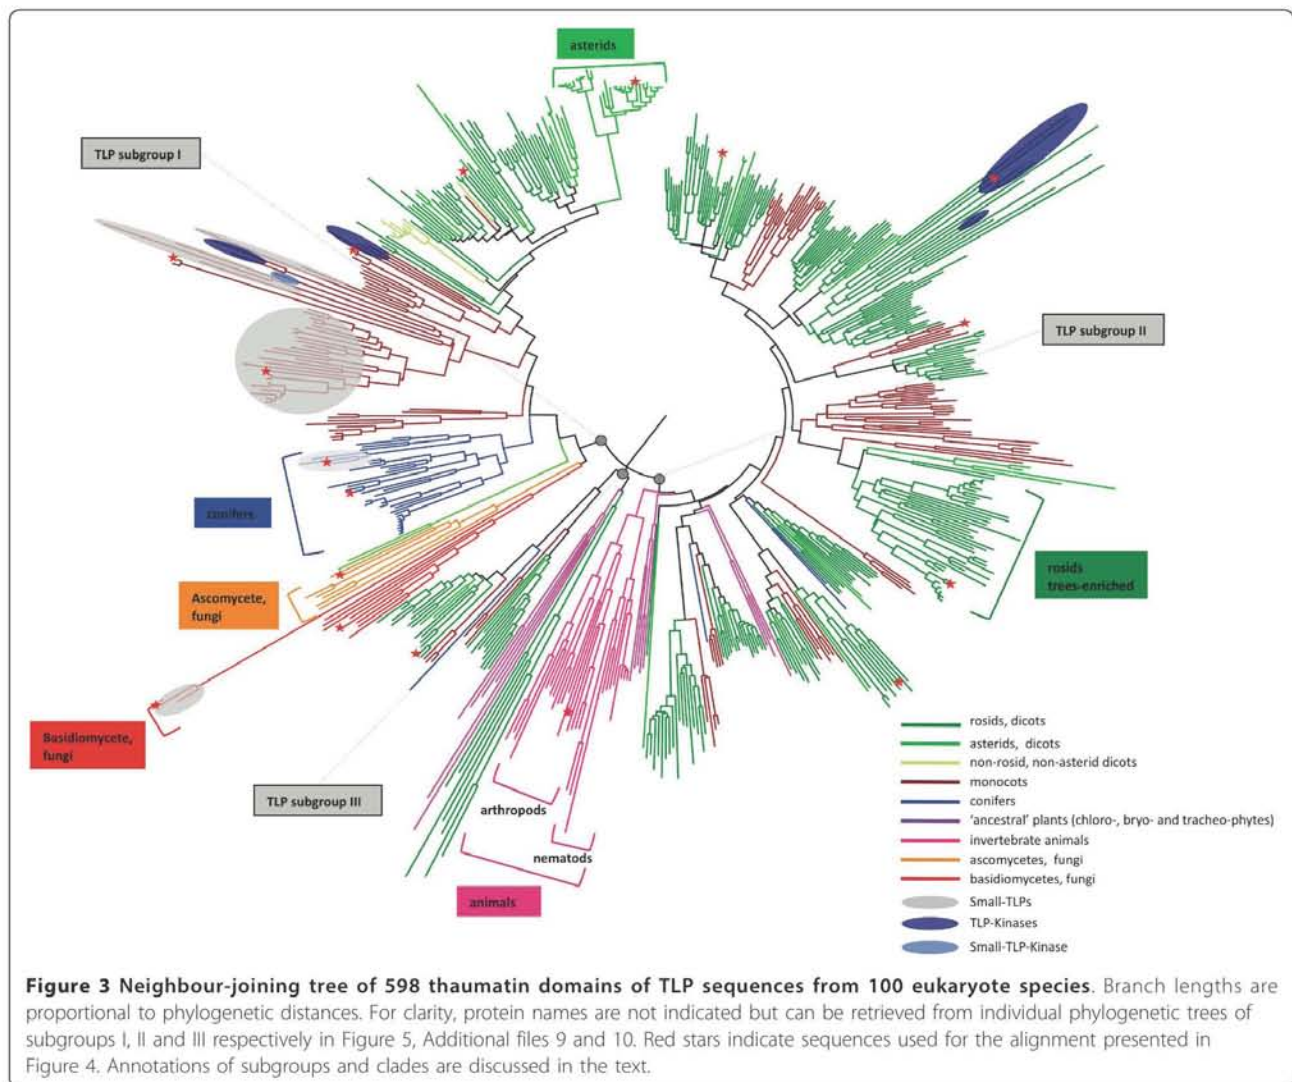 asterids
TLP subgroup I
TLP subgroup II
conifers
rosids
trees-enriched
Ascomycete,
fungi
Basidiomycete,
fungi
TLP subgroup III
arthropods
nematods
animals
rosids, dicots
asterids, dicots
non-rosid, non-asterid dicots
monocots
conifers
'ancestral' plants (chloro-, bryo- and tracheo-phytes)
invertebrate animals
ascomycetes, fungi
basidiomycetes, fungi
Small-TLPs
TLP-Kinases
Small-TLP-Kinase
Figure 3 Neighbour-joining tree of 598 thaumatin domains of TLP sequences from 100 eukaryote species. Branch lengths are
proportional to phylogenetic distances. For clarity, protein names are not indicated but can be retrieved from individual phylogenetic trees of
subgroups I, II and III respectively in Figure 5, Additional files 9 and 10. Red stars indicate sequences used for the alignment presented in
Figure 4. Annotations of subgroups and clades are discussed in the text.